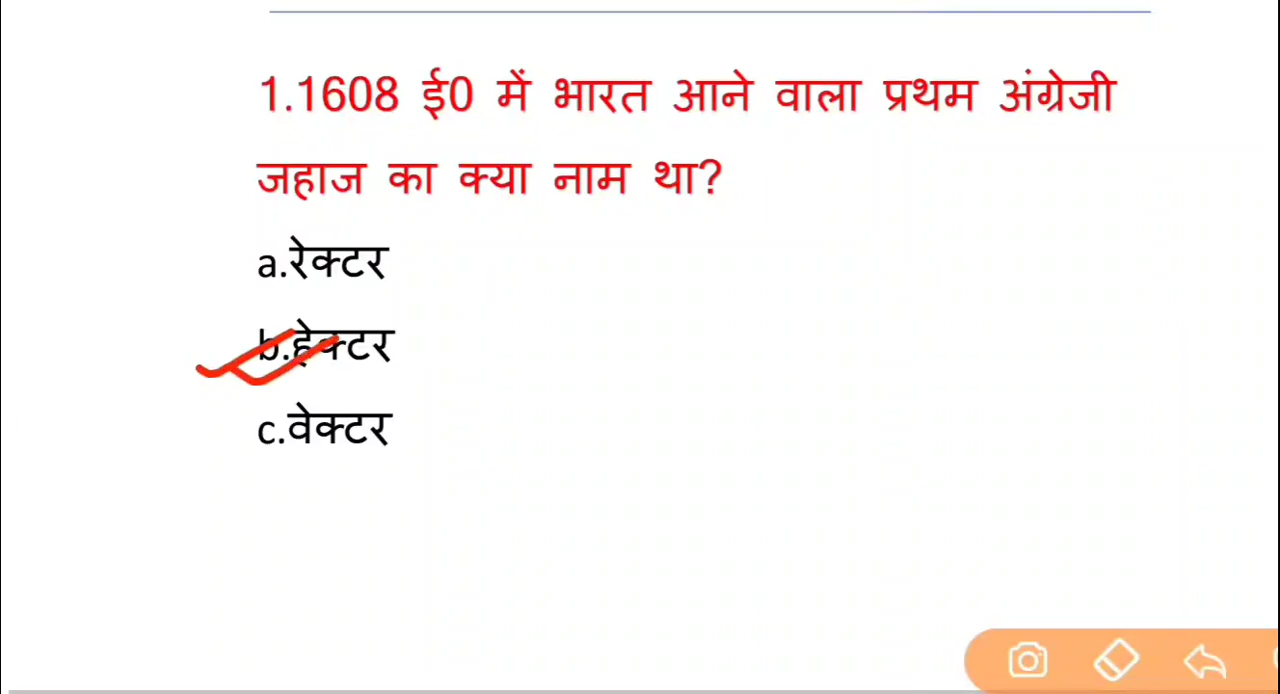 1.1608 ई0 में भारत आने वाला प्रथम अंग्रेजी
जहाज का क्या नाम था?
a.रेक्टर
b.हेक्टर
c.वेक्टर